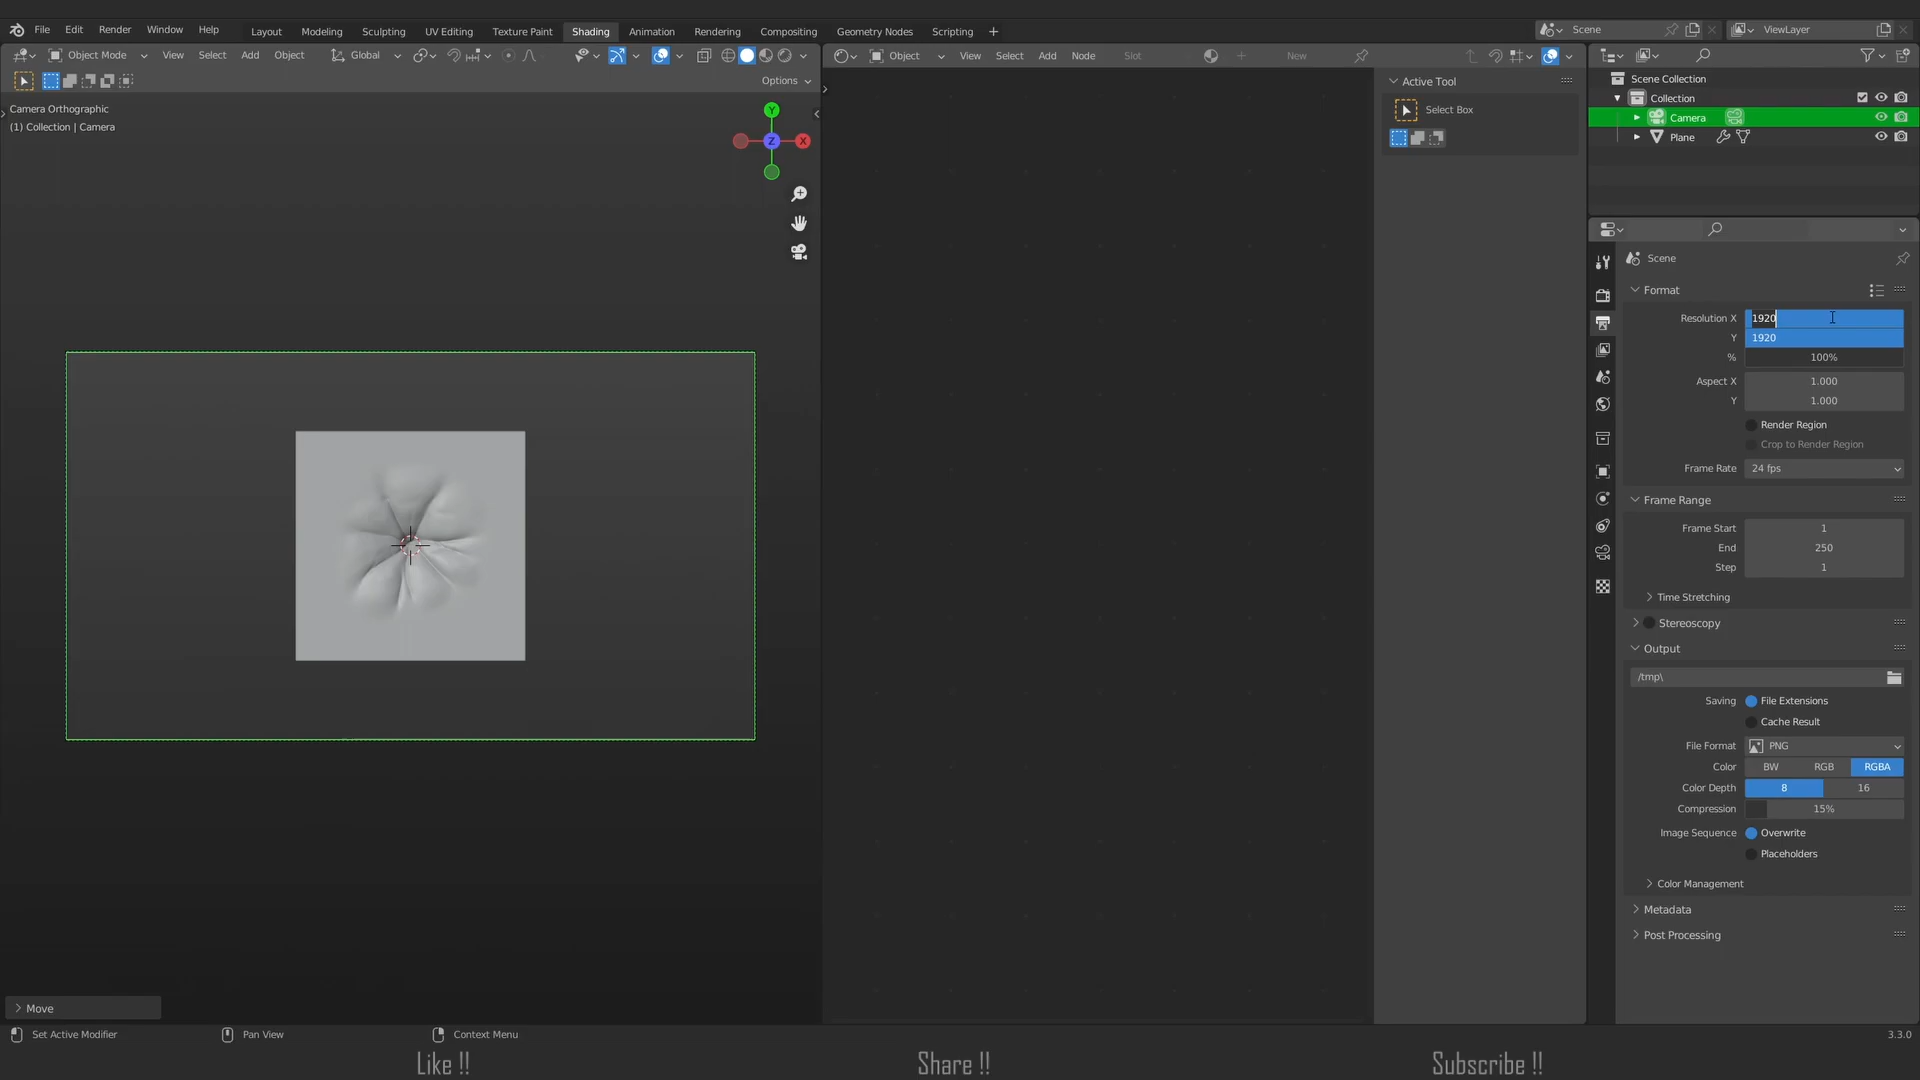 File Edit Render Window Help Layout Modeling Sculpting UV Editing Texture Paint Shading Animation Rendering Compositing Geometry Nodes Scripting + Scene ViewLayer
Object Mode View Select Add Object Global Object View Select Add Node Slot New
Options
Camera Orthographic
(1) Collection | Camera
Y
Z
X
Active Tool
Select Box
Scene Collection
Collection
Camera
Plane
Scene
Format
Resolution X 1920
Y 1920
% 100%
Aspect X 1.000
Y 1.000
Render Region
Crop to Render Region
Frame Rate 24 fps
Frame Range
Frame Start 1
End 250
Step 1
Time Stretching
Stereoscopy
Output
/tmp\
Saving File Extensions
Cache Result
File Format PNG
Color BW RGB RGBA
Color Depth 8 16
Compression 15%
Image Sequence Overwrite
Placeholders
Color Management
Metadata
Post Processing
Move
Set Active Modifier Pan View Context Menu 3.3.0
Like !! Share !! Subscribe !!